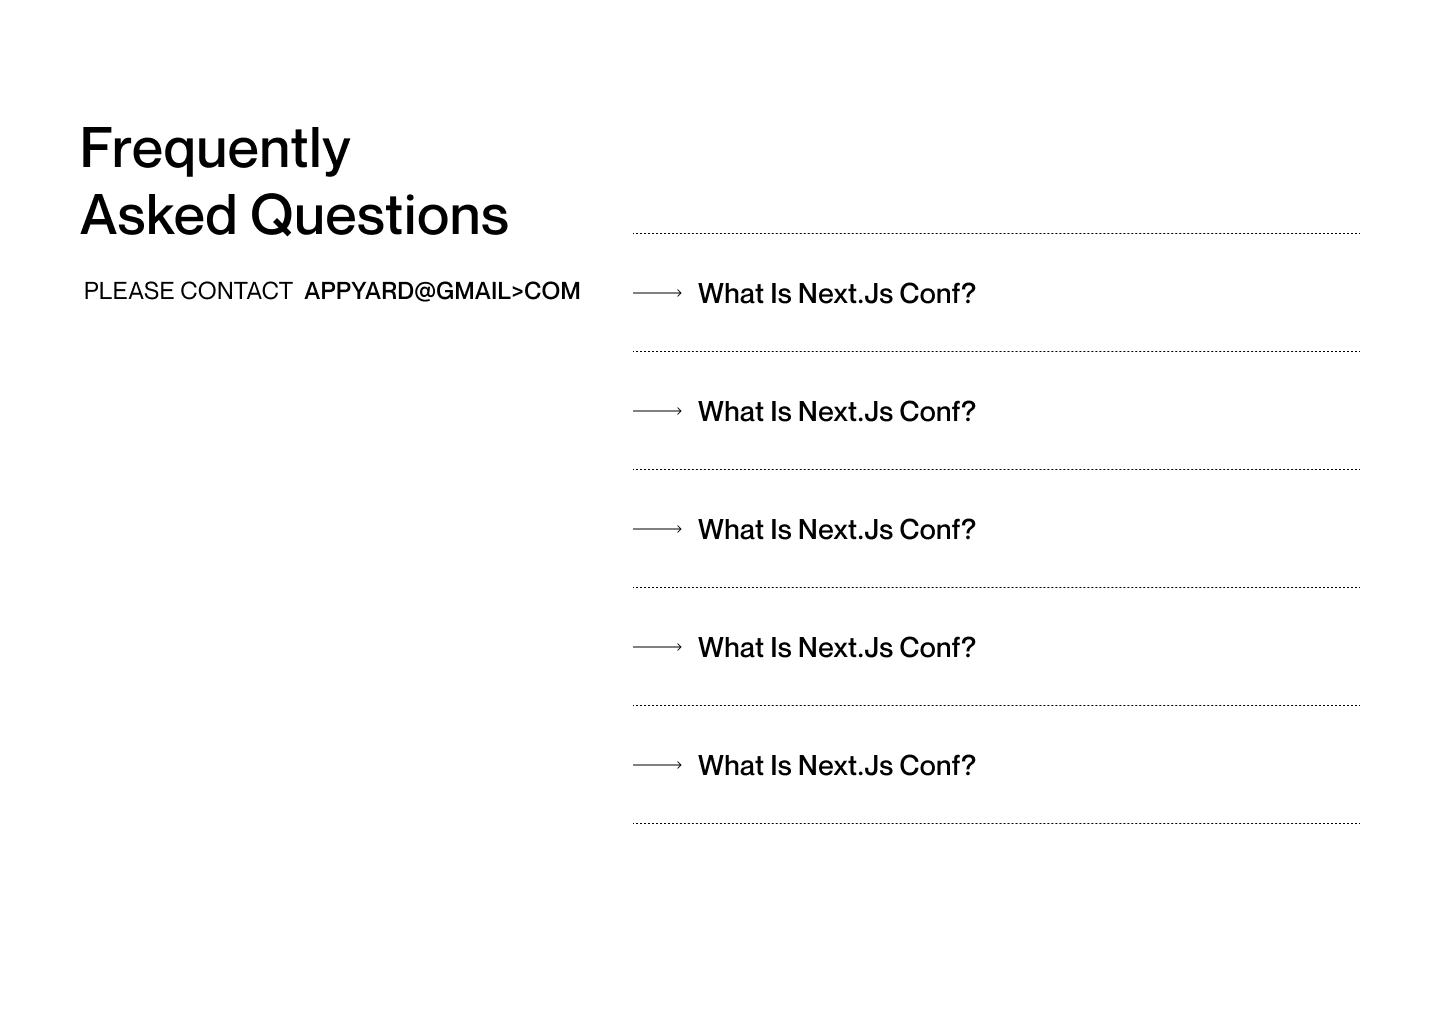 Frequently
Asked Questions
PLEASE CONTACT APPYARD@GMAIL>COM
What Is Next.Js Conf?
What Is Next.Js Conf?
What Is Next.Js Conf?
What Is Next.Js Conf?
What Is Next.Js Conf?